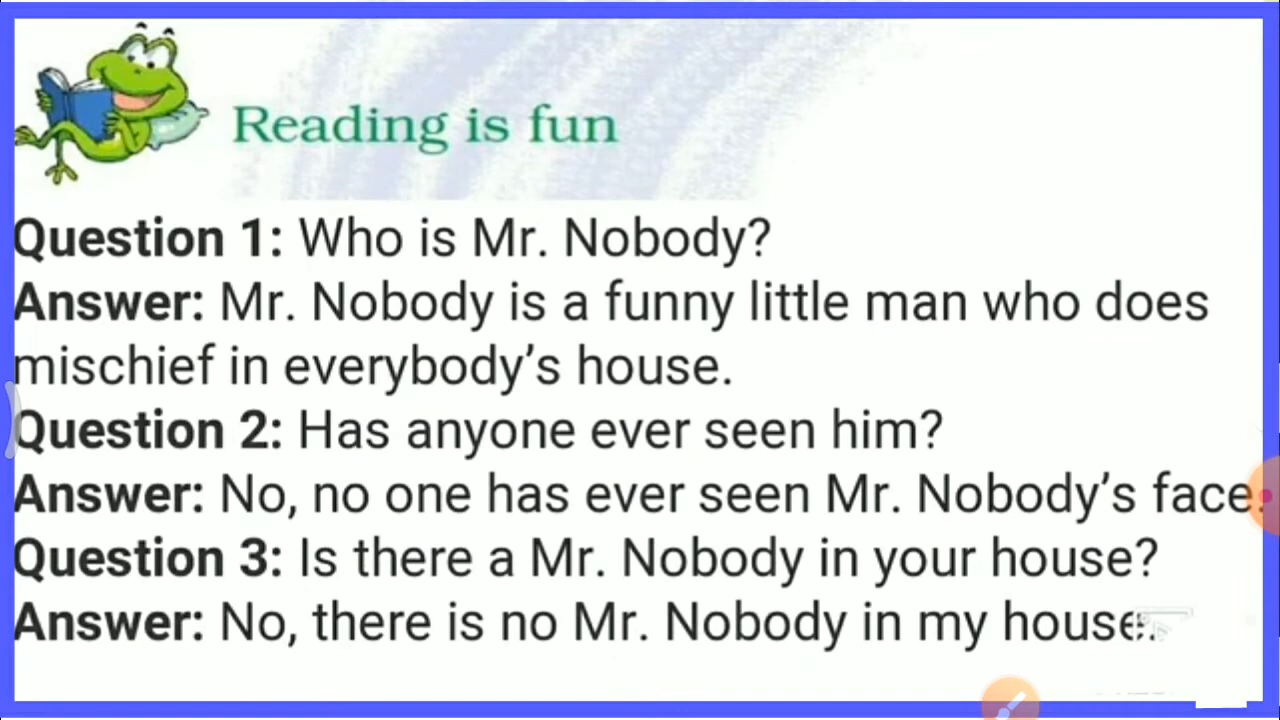 Reading is fun
Question 1: Who is Mr. Nobody?
Answer: Mr. Nobody is a funny little man who does
mischief in everybody’s house.
Question 2: Has anyone ever seen him?
Answer: No, no one has ever seen Mr. Nobody’s face.
Question 3: Is there a Mr. Nobody in your house?
Answer: No, there is no Mr. Nobody in my house.